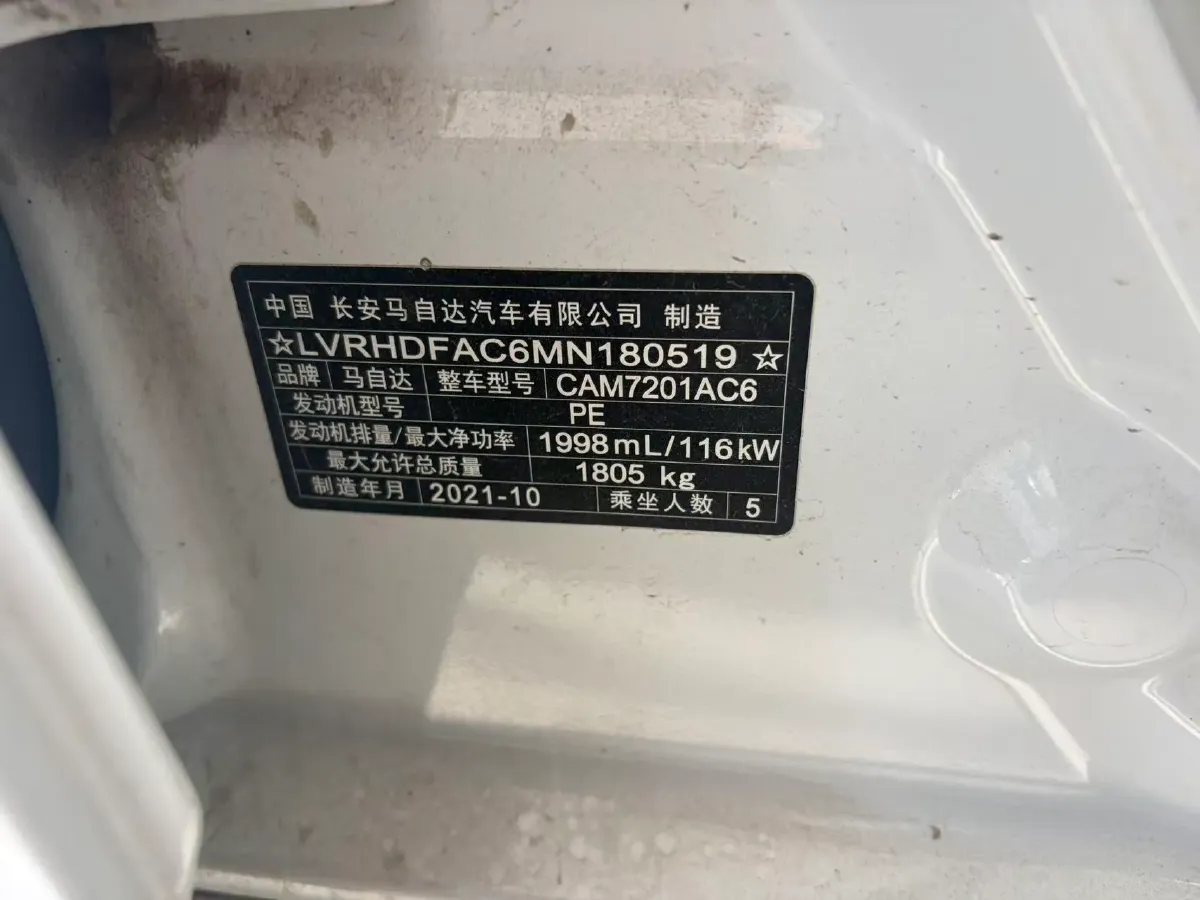 中国 长安马自达汽车有限公司 制造
☆LVRHDFAC6MN180519☆
品牌 马自达 整车型号 CAM7201AC6
发动机型号 PE
发动机排量/最大净功率 1998mL/116kW
最大允许总质量 1805 kg
制造年月 2021-10 乘坐人数 5